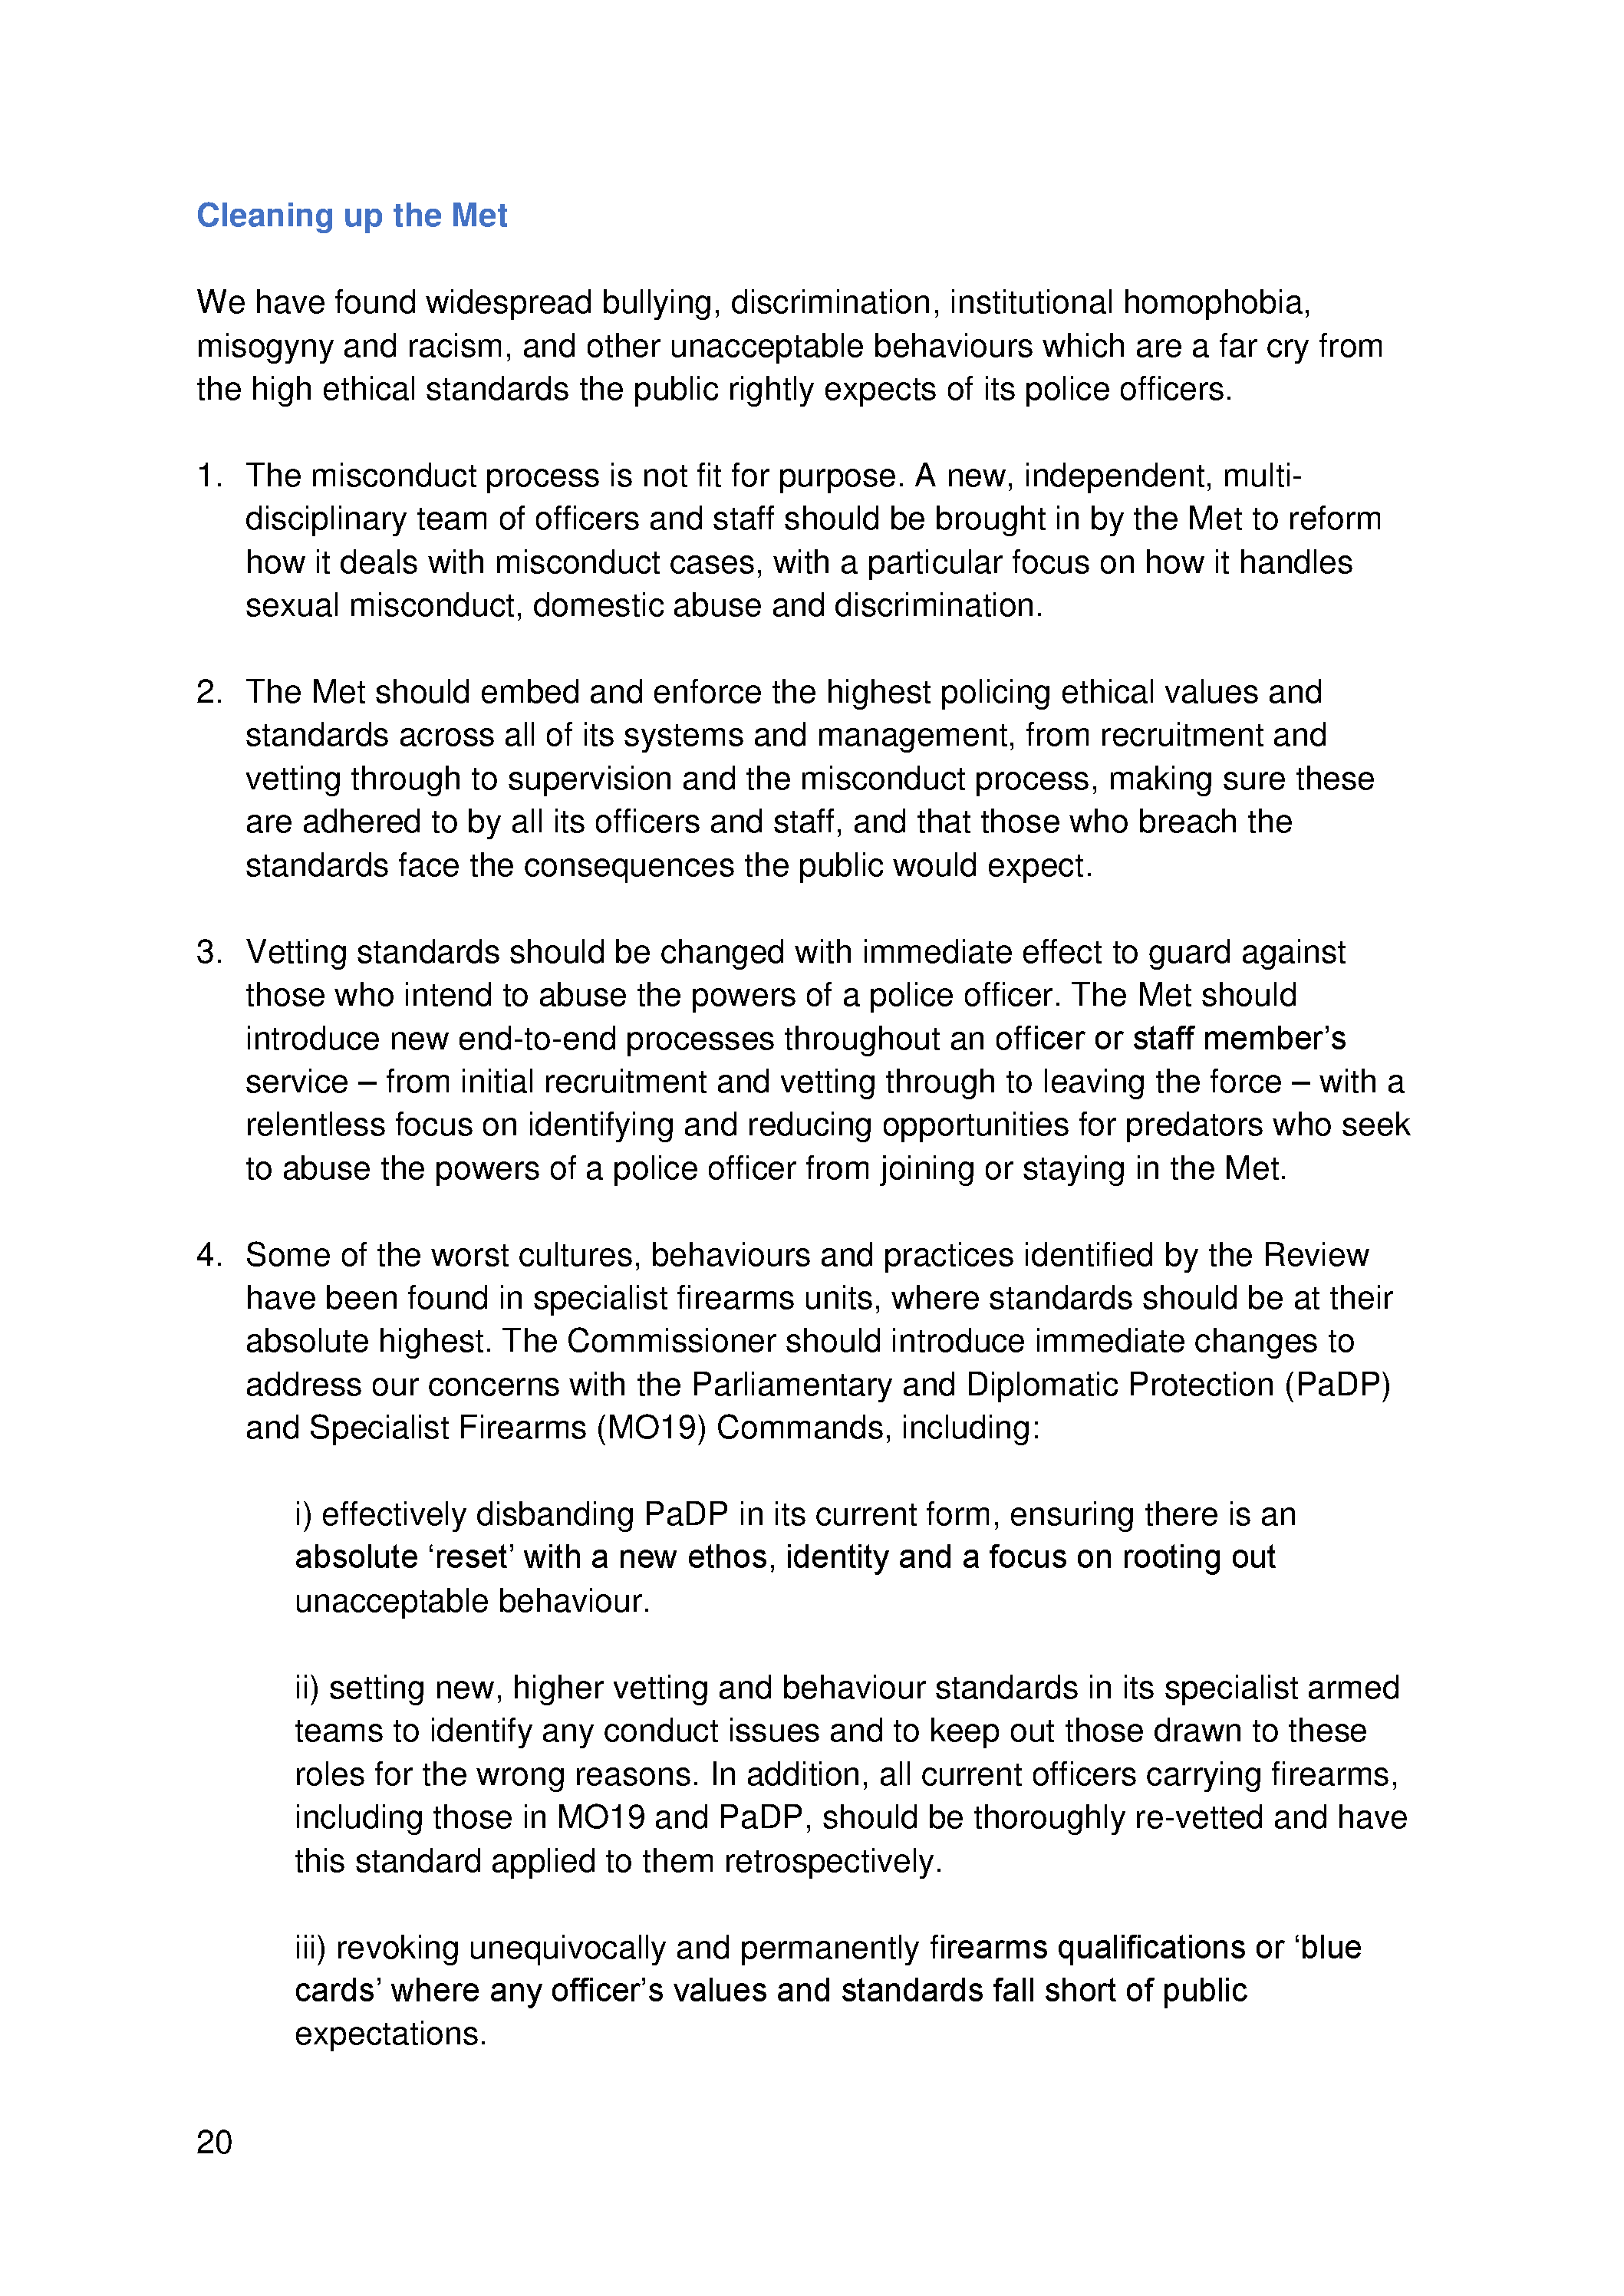 Cleaning up the Met
We have found widespread bullying, discrimination, institutional homophobia,
misogyny and racism, and other unacceptable behaviours which are a far cry from
the high ethical standards the public rightly expects of its police officers.
1. The misconduct process is not fit for purpose. A new, independent, multi-
disciplinary team of officers and staff should be brought in by the Met to reform
how it deals with misconduct cases, with a particular focus on how it handles
sexual misconduct, domestic abuse and discrimination.
2. The Met should embed and enforce the highest policing ethical values and
standards across all of its systems and management, from recruitment and
vetting through to supervision and the misconduct process, making sure these
are adhered to by all its officers and staff, and that those who breach the
standards face the consequences the public would expect.
3. Vetting standards should be changed with immediate effect to guard against
those who intend to abuse the powers of a police officer. The Met should
introduce new end-to-end processes throughout an officer or staff member’s
service – from initial recruitment and vetting through to leaving the force – with a
relentless focus on identifying and reducing opportunities for predators who seek
to abuse the powers of a police officer from joining or staying in the Met.
4. Some of the worst cultures, behaviours and practices identified by the Review
have been found in specialist firearms units, where standards should be at their
absolute highest. The Commissioner should introduce immediate changes to
address our concerns with the Parliamentary and Diplomatic Protection (PaDP)
and Specialist Firearms (MO19) Commands, including:
i) effectively disbanding PaDP in its current form, ensuring there is an
absolute ‘reset’ with a new ethos, identity and a focus on rooting out
unacceptable behaviour.
ii) setting new, higher vetting and behaviour standards in its specialist armed
teams to identify any conduct issues and to keep out those drawn to these
roles for the wrong reasons. In addition, all current officers carrying firearms,
including those in MO19 and PaDP, should be thoroughly re-vetted and have
this standard applied to them retrospectively.
iii) revoking unequivocally and permanently firearms qualifications or ‘blue
cards’ where any officer’s values and standards fall short of public
expectations.
20